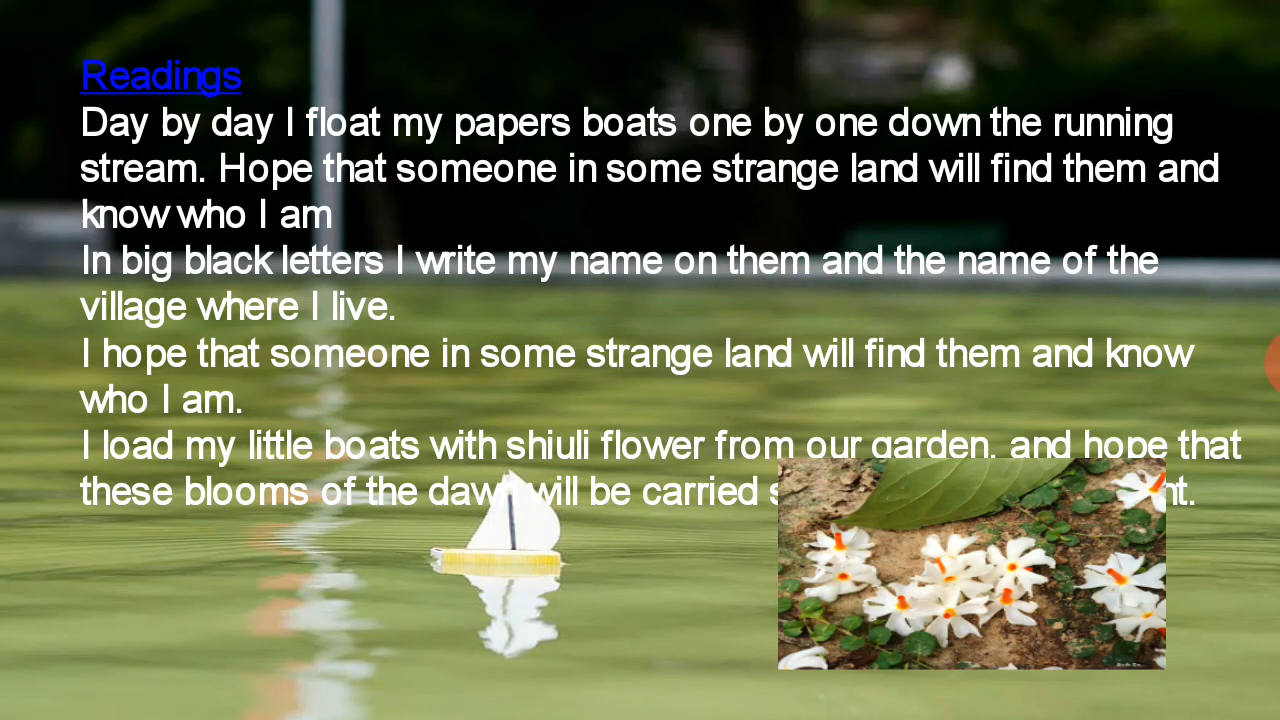 Readings
Day by day I float my papers boats one by one down the running
stream. Hope that someone in some strange land will find them and
know who I am
In big black letters I write my name on them and the name of the
village where I live.
I hope that someone in some strange land will find them and know
who I am.
I load my little boats with shiuli flower from our garden, and hope that
these blooms of the dawn will be carried